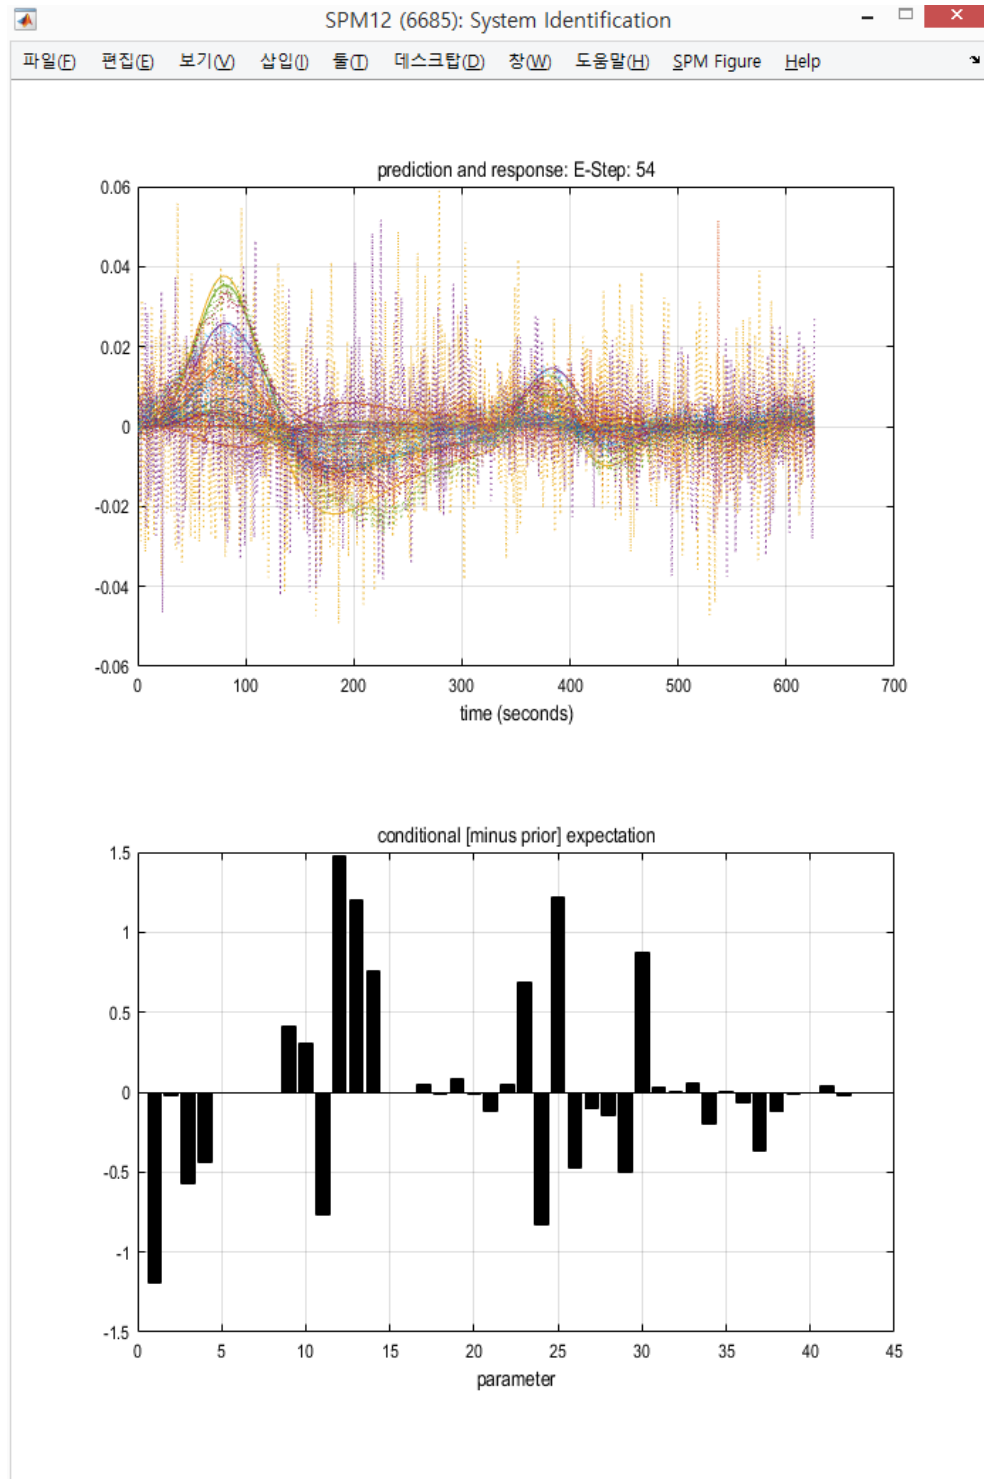 SPM12 (6685): System Identification
파일(F) 편집(E) 보기(V) 삽입(I) 툴(T) 데스크탑(D) 창(W) 도움말(H) SPM Figure Help
prediction and response: E-Step: 54
0.06
0.04
0.02
0
-0.02
-0.04
-0.06
0 100 200 300 400 500 600 700
time (seconds)
conditional [minus prior] expectation
1.5
1
0.5
0
-0.5
-1
-1.5
0 5 10 15 20 25 30 35 40 45
parameter